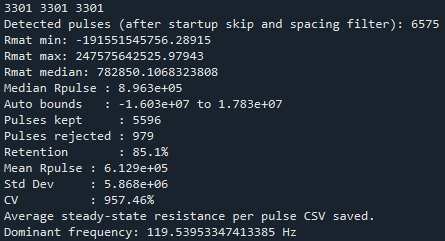 3301 3301 3301
Detected pulses (after startup skip and spacing filter): 6575
Rmat min: -191551545756.28915
Rmat max: 247575642525.97943
Rmat median: 782850.1068323808
Median Rpulse : 8.963e+05
Auto bounds   : -1.603e+07 to 1.783e+07
Pulses kept     : 5596
Pulses rejected : 979
Retention       : 85.1%
Mean Rpulse : 6.129e+05
Std Dev     : 5.868e+06
CV          : 957.46%
Average steady-state resistance per pulse CSV saved.
Dominant frequency: 119.53953347413385 Hz